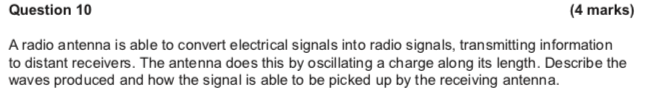 Question 10 (4 marks)
A radio antenna is able to convert electrical signals into radio signals, transmitting information
to distant receivers. The antenna does this by oscillating a charge along its length. Describe the
waves produced and how the signal is able to be picked up by the receiving antenna.